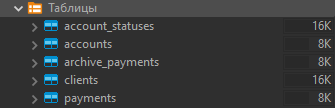 Таблицы
account_statuses 16K
accounts 8K
archive_payments 8K
clients 16K
payments 8K